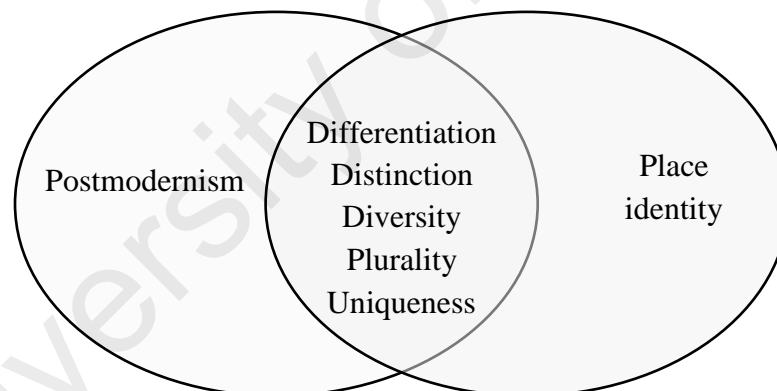 Postmodernism
Differentiation
Distinction
Diversity
Plurality
Uniqueness
Place
identity